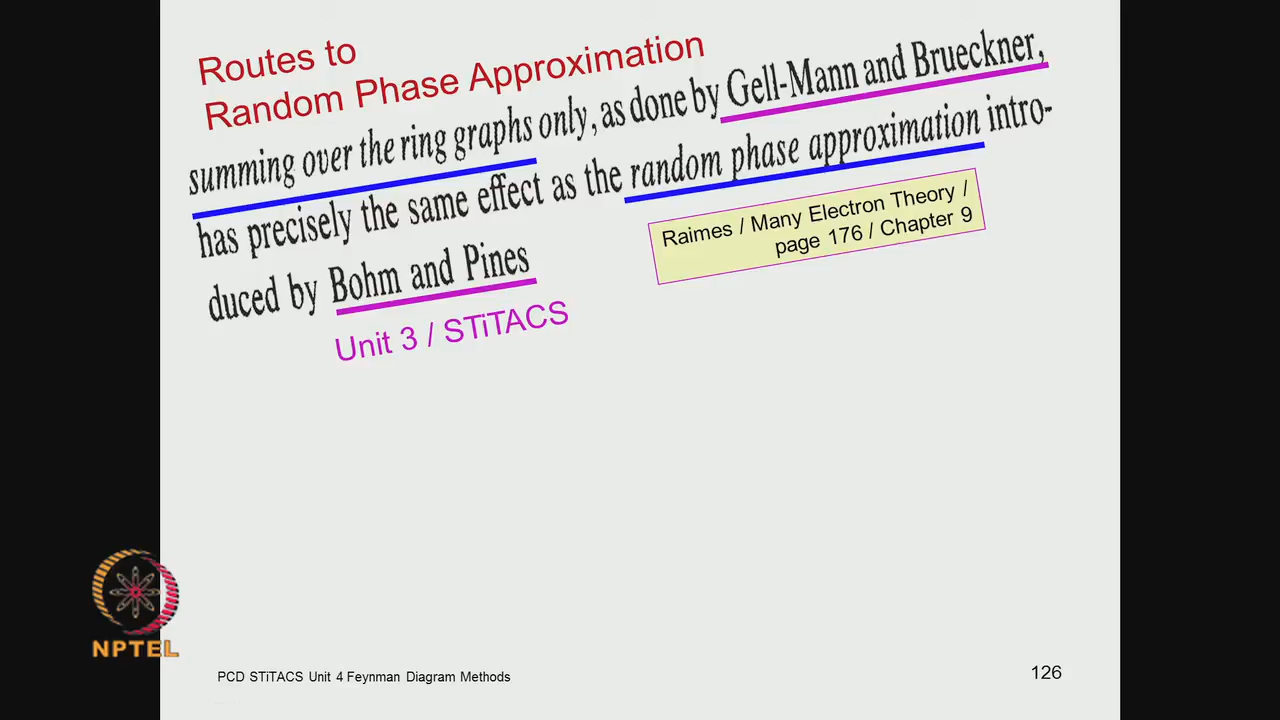 Routes to
Random Phase Approximation
summing over the ring graphs only, as done by Gell-Mann and Brueckner,
has precisely the same effect as the random phase approximation intro-
duced by Bohm and Pines
Raimes / Many Electron Theory /
page 176 / Chapter 9
Unit 3 / STiTACS
NPTEL
PCD STiTACS Unit 4 Feynman Diagram Methods
126